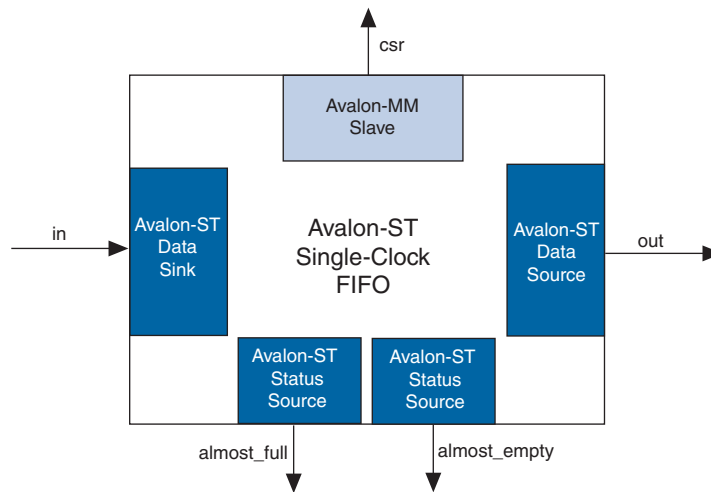 csr
Avalon-MM
Slave
in
Avalon-ST
Data
Sink
Avalon-ST
Single-Clock
FIFO
Avalon-ST
Data
Source
out
Avalon-ST
Status
Source
Avalon-ST
Status
Source
almost_full
almost_empty